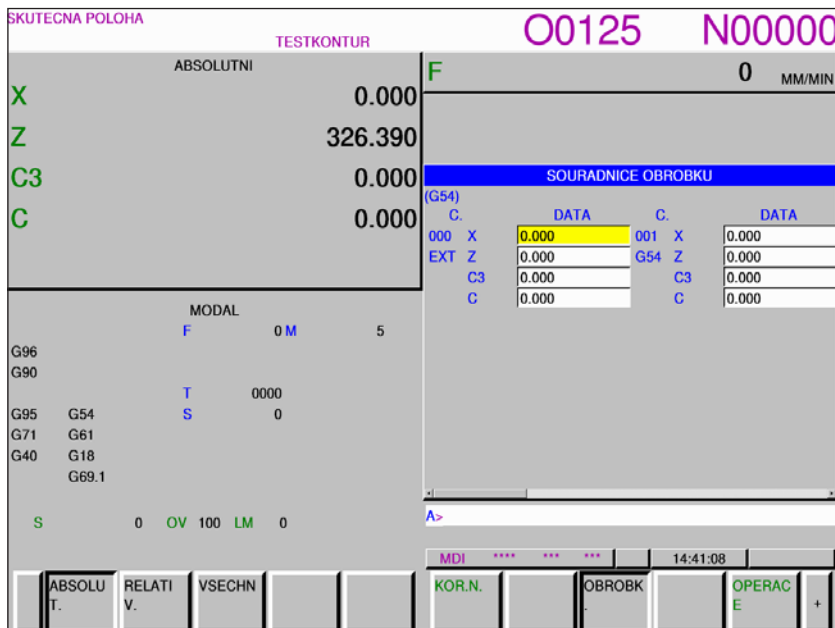 SKUTECNA POLOHA
TESTKONTUR
O0125 N00000
ABSOLUTNI
X 0.000
Z 326.390
C3 0.000
C 0.000
F 0 MM/MIN
SOURADNICE OBROBKU
(G54)
C. DATA C. DATA
000 X 0.000 001 X 0.000
EXT Z 0.000 G54 Z 0.000
C3 0.000 C3 0.000
C 0.000 C 0.000
MODAL
F 0 M 5
G96
G90
T 0000
G95 G54 S 0
G71 G61
G40 G18
G69.1
S 0 OV 100 LM 0
A>
MDI **** *** *** 14:41:08
ABSOLU
T.
RELATI
V.
VSECHN
KOR.N.
OBROBK
.
OPERAC
E
+